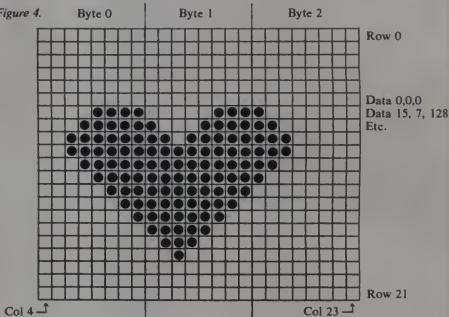 Figure 4.
Byte 0 Byte 1 Byte 2
Row 0
Data 0,0,0
Data 15, 7, 128
Etc.
Row 21
Col 4 Col 23